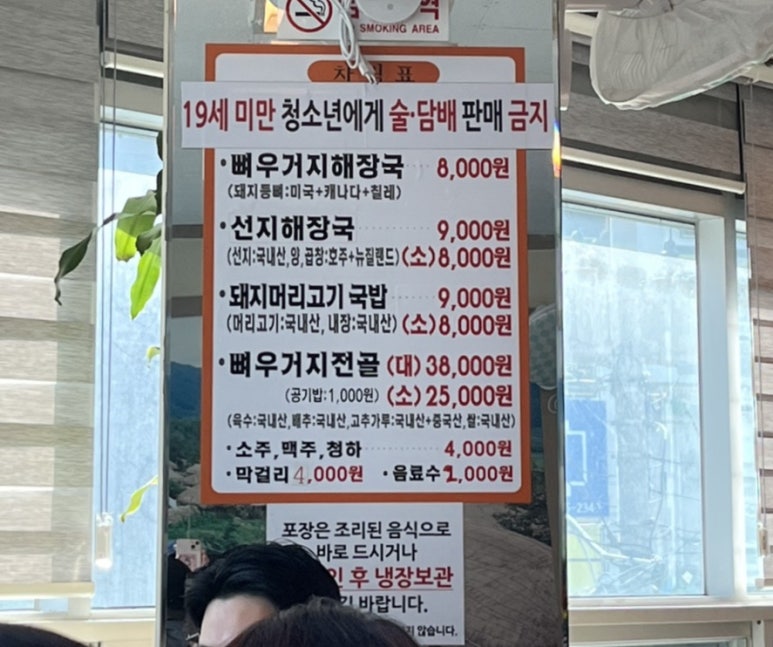 SMOKING AREA
차림표
19세 미만 청소년에게 술·담배 판매 금지
·뼈우거지해장국 8,000원
(돼지등뼈:미국+캐나다+칠레)
·선지해장국 9,000원
(선지:국내산,양,곱창:호주+뉴질랜드)(소)8,000원
·돼지머리고기 국밥 9,000원
(머리고기:국내산, 내장:국내산) (소)8,000원
·뼈우거지전골 (대) 38,000원
(공기밥:1,000원) (소) 25,000원
(육수:국내산,배추:국내산,고추가루:국내산+중국산,쌀:국내산)
·소주,맥주,청하 4,000원
·막걸리 4,000원 ·음료수 2,000원
포장은 조리된 음식으로
바로 드시거나
후 냉장보관
바랍니다.
않습니다.